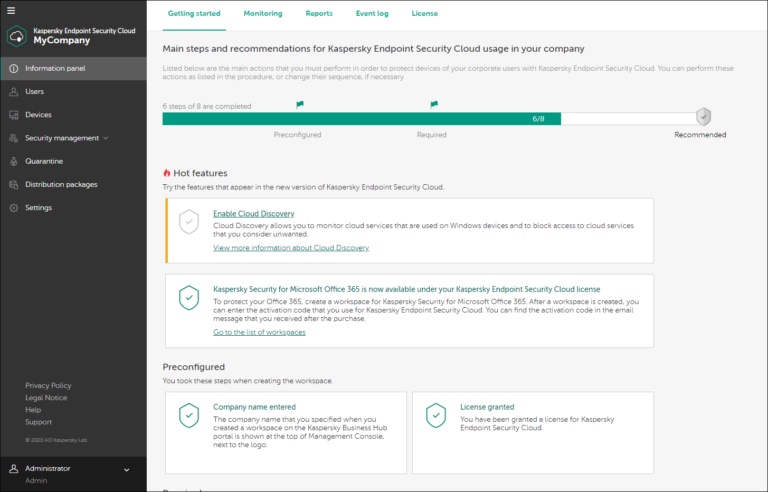 Kaspersky Endpoint Security Cloud
MyCompany
Information panel
Users
Devices
Security management
Quarantine
Distribution packages
Settings
Privacy Policy
Legal Notice
Help
Support
© 2020 AO Kaspersky Lab
Administrator
Admin
Getting started
Monitoring
Reports
Event log
License
Main steps and recommendations for Kaspersky Endpoint Security Cloud usage in your company
Listed below are the main actions that you must perform in order to protect devices of your corporate users with Kaspersky Endpoint Security Cloud. You can perform these
actions as listed in the procedure, or change their sequence, if necessary.
6 steps of 8 are completed
6/8
Preconfigured
Required
Recommended
Hot features
Try the features that appear in the new version of Kaspersky Endpoint Security Cloud.
Enable Cloud Discovery
Cloud Discovery allows you to monitor cloud services that are used on Windows devices and to block access to cloud services
that you consider unwanted.
View more information about Cloud Discovery
Kaspersky Security for Microsoft Office 365 is now available under your Kaspersky Endpoint Security Cloud license
To protect your Office 365, create a workspace for Kaspersky Security for Microsoft Office 365. After a workspace is created, you
can enter the activation code that you use for Kaspersky Endpoint Security Cloud. You can find the activation code in the email
message that you received after the purchase.
Go to the list of workspaces
Preconfigured
You took these steps when creating the workspace.
Company name entered
The company name that you specified when you
created a workspace on the Kaspersky Business Hub
portal is shown at the top of Management Console,
next to the logo.
License granted
You have been granted a license for Kaspersky
Endpoint Security Cloud.